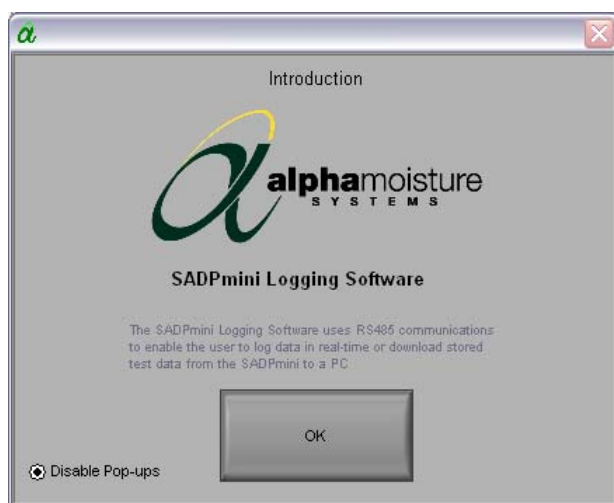 Introduction
alphamoisture
SYSTEMS
SADPmini Logging Software
The SADPmini Logging Software uses RS485 communications
to enable the user to log data in real-time or download stored
test data from the SADPmini to a PC
OK
Disable Pop-ups